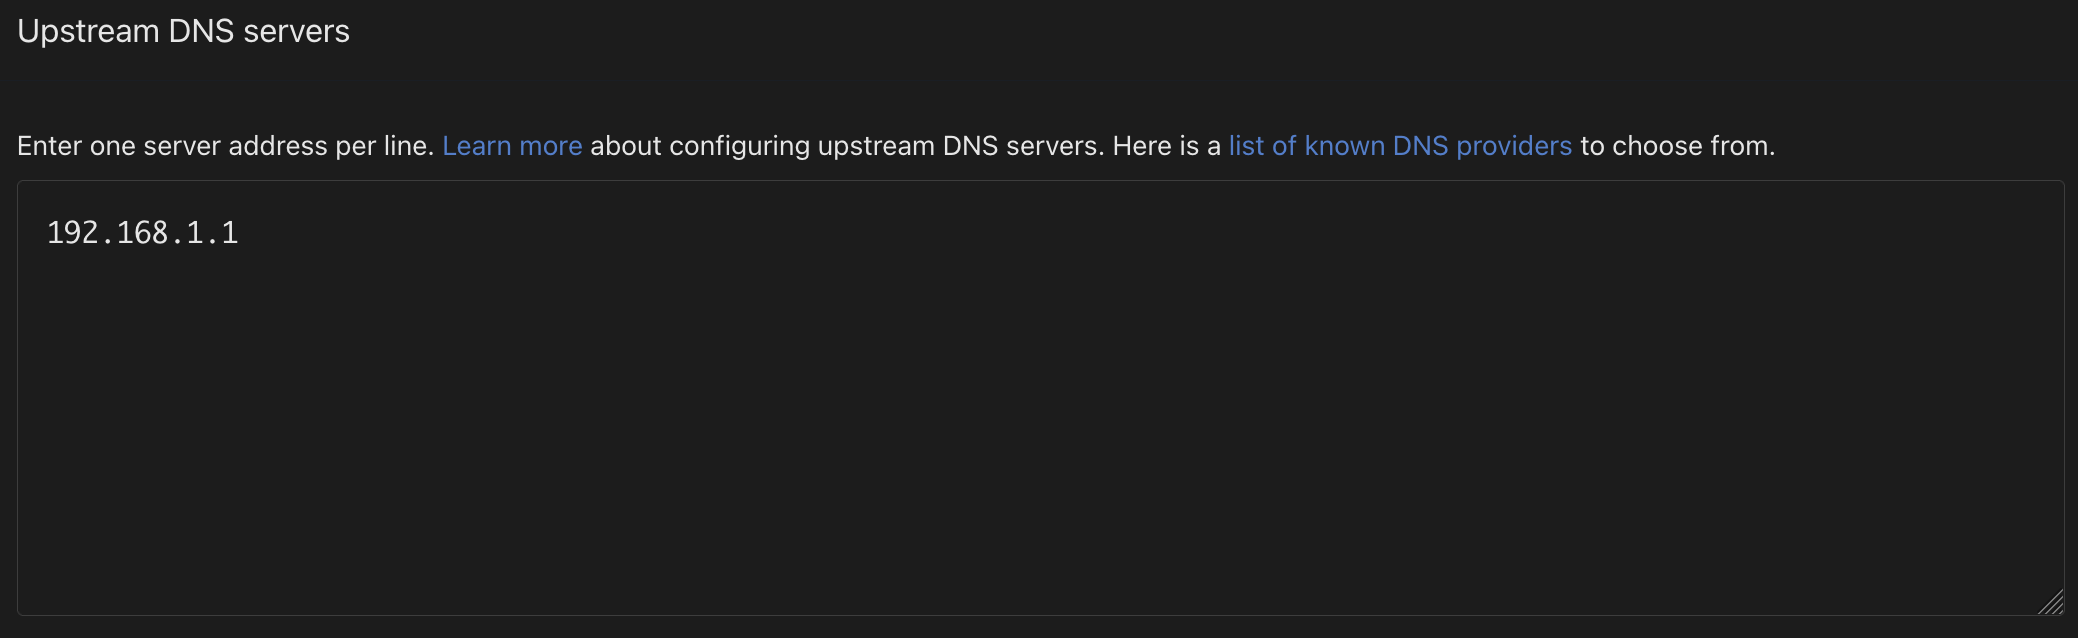 Upstream DNS servers
Enter one server address per line. Learn more about configuring upstream DNS servers. Here is a list of known DNS providers to choose from.
192.168.1.1